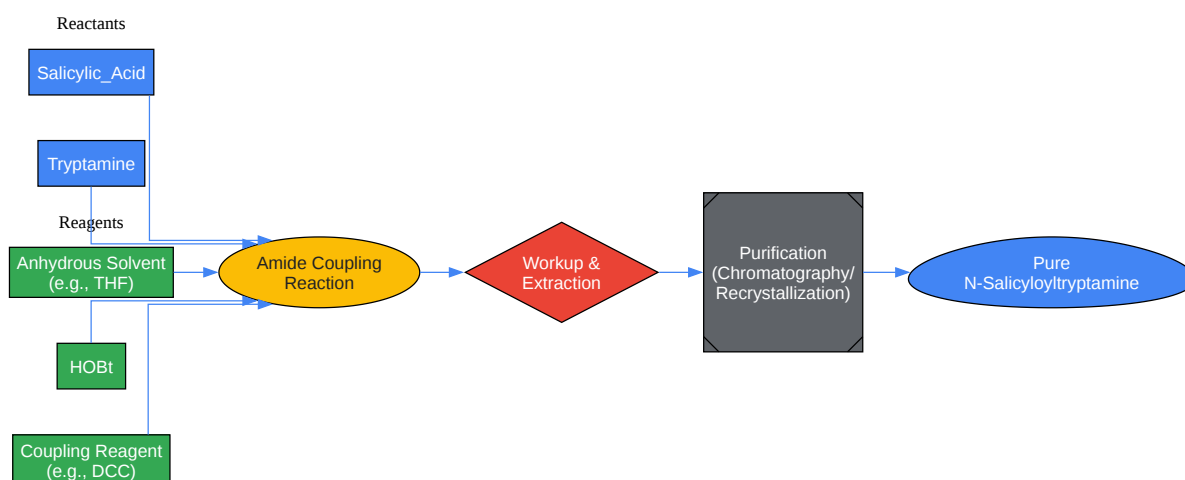 Reactants
Salicylic_Acid
Tryptamine
Reagents
Anhydrous Solvent
(e.g., THF)
HOBt
Coupling Reagent
(e.g., DCC)
Amide Coupling
Reaction
Workup &
Extraction
Purification
(Chromatography/
Recrystallization)
Pure
N-Salicyloyltryptamine